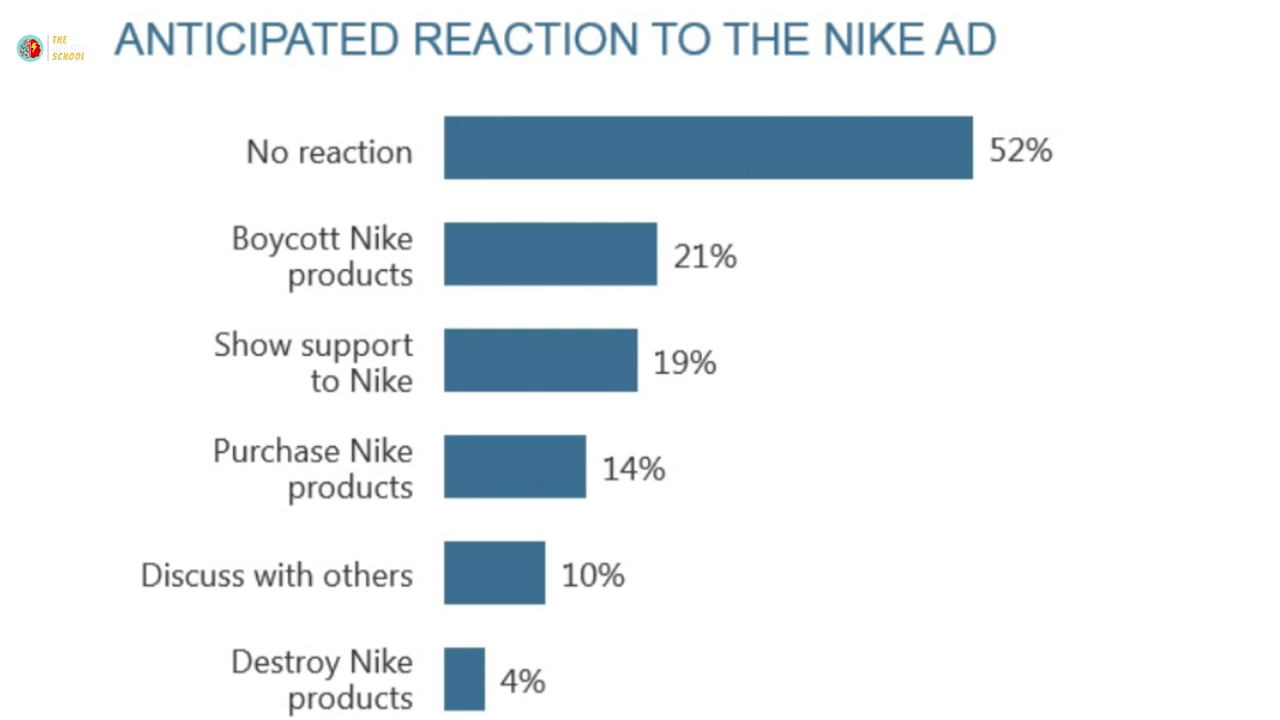 THE
SCHOOL
ANTICIPATED REACTION TO THE NIKE AD
No reaction
52%
Boycott Nike
products
21%
Show support
to Nike
19%
Purchase Nike
products
14%
Discuss with others
10%
Destroy Nike
products
4%